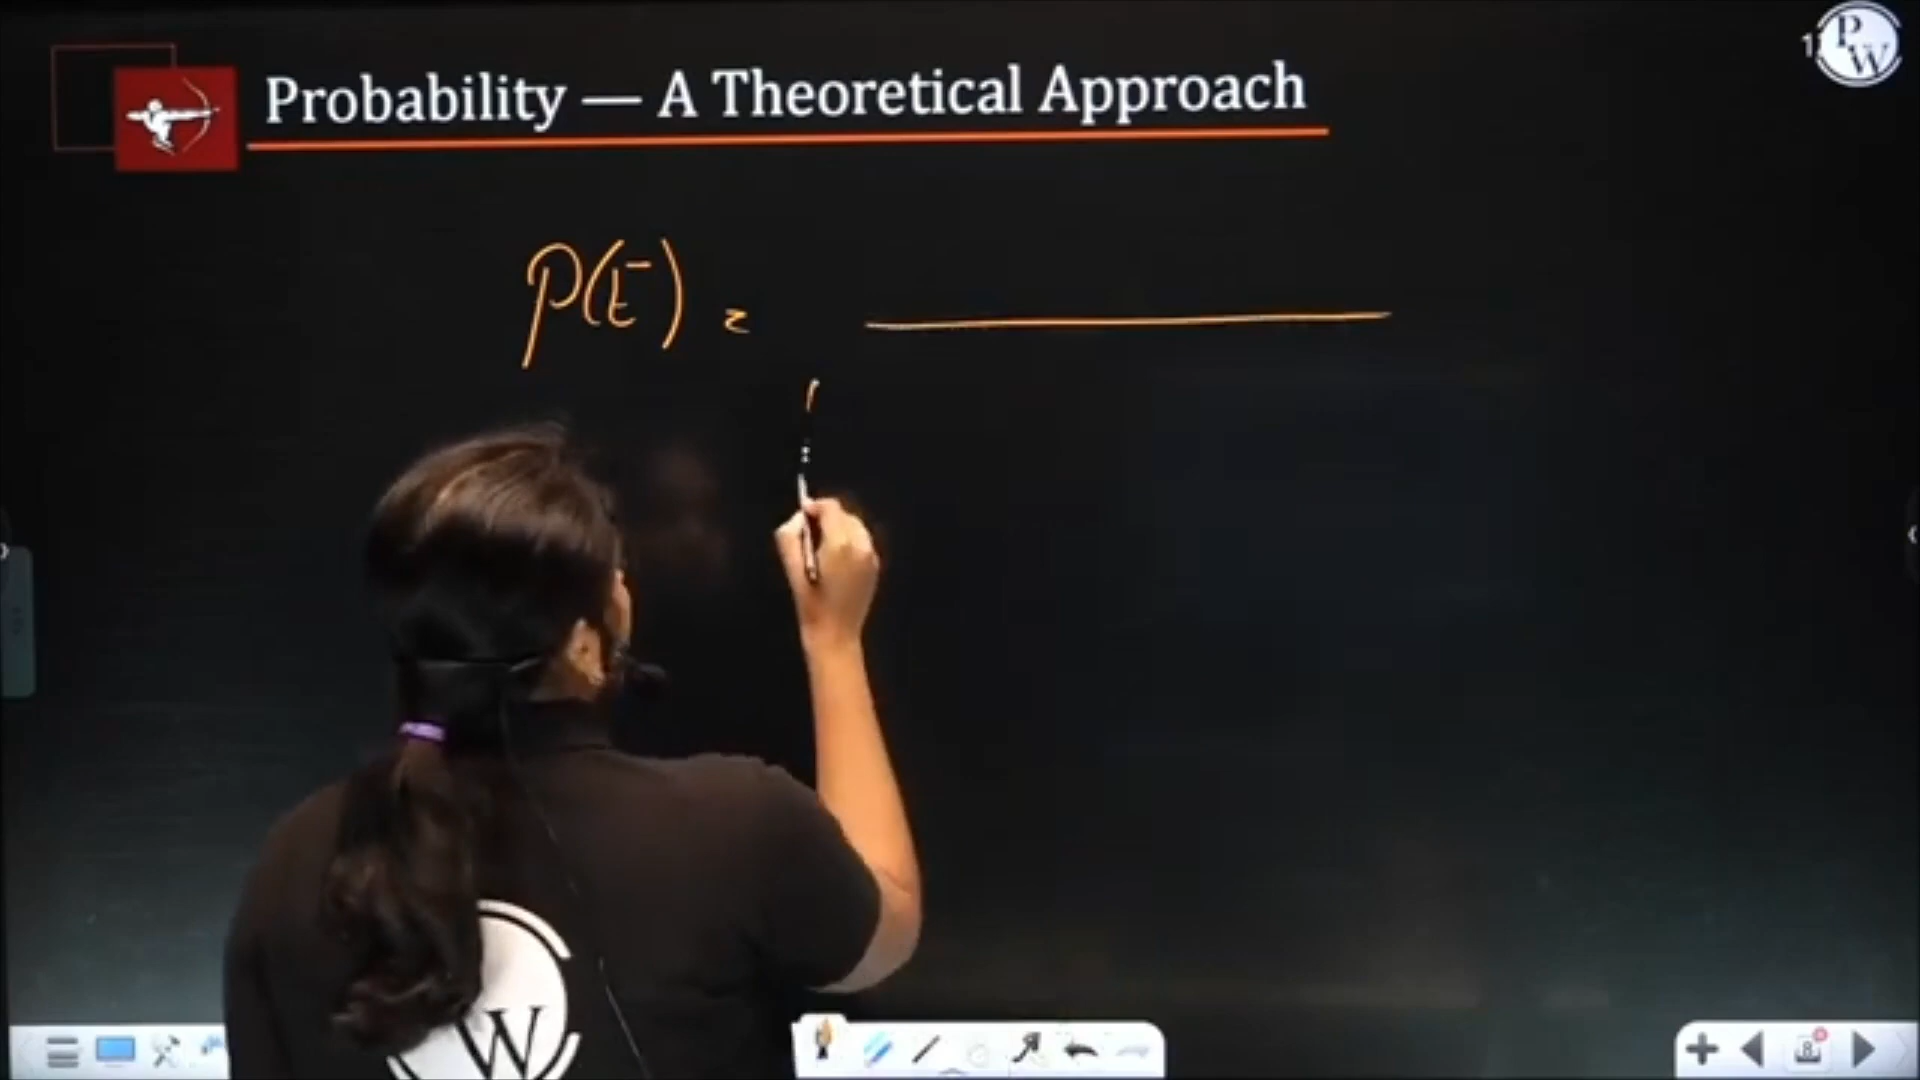 Probability — A Theoretical Approach
P
W
P(E) =
W